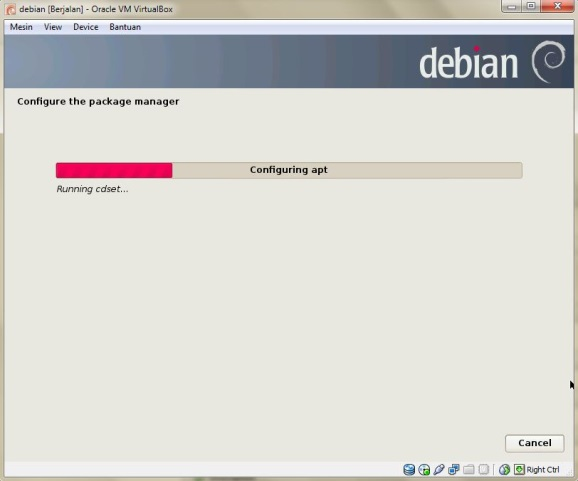 debian [Berjalan] - Oracle VM VirtualBox
Mesin View Device Bantuan
debian
Configure the package manager
Configuring apt
Running cdset...
Cancel
Right Ctrl